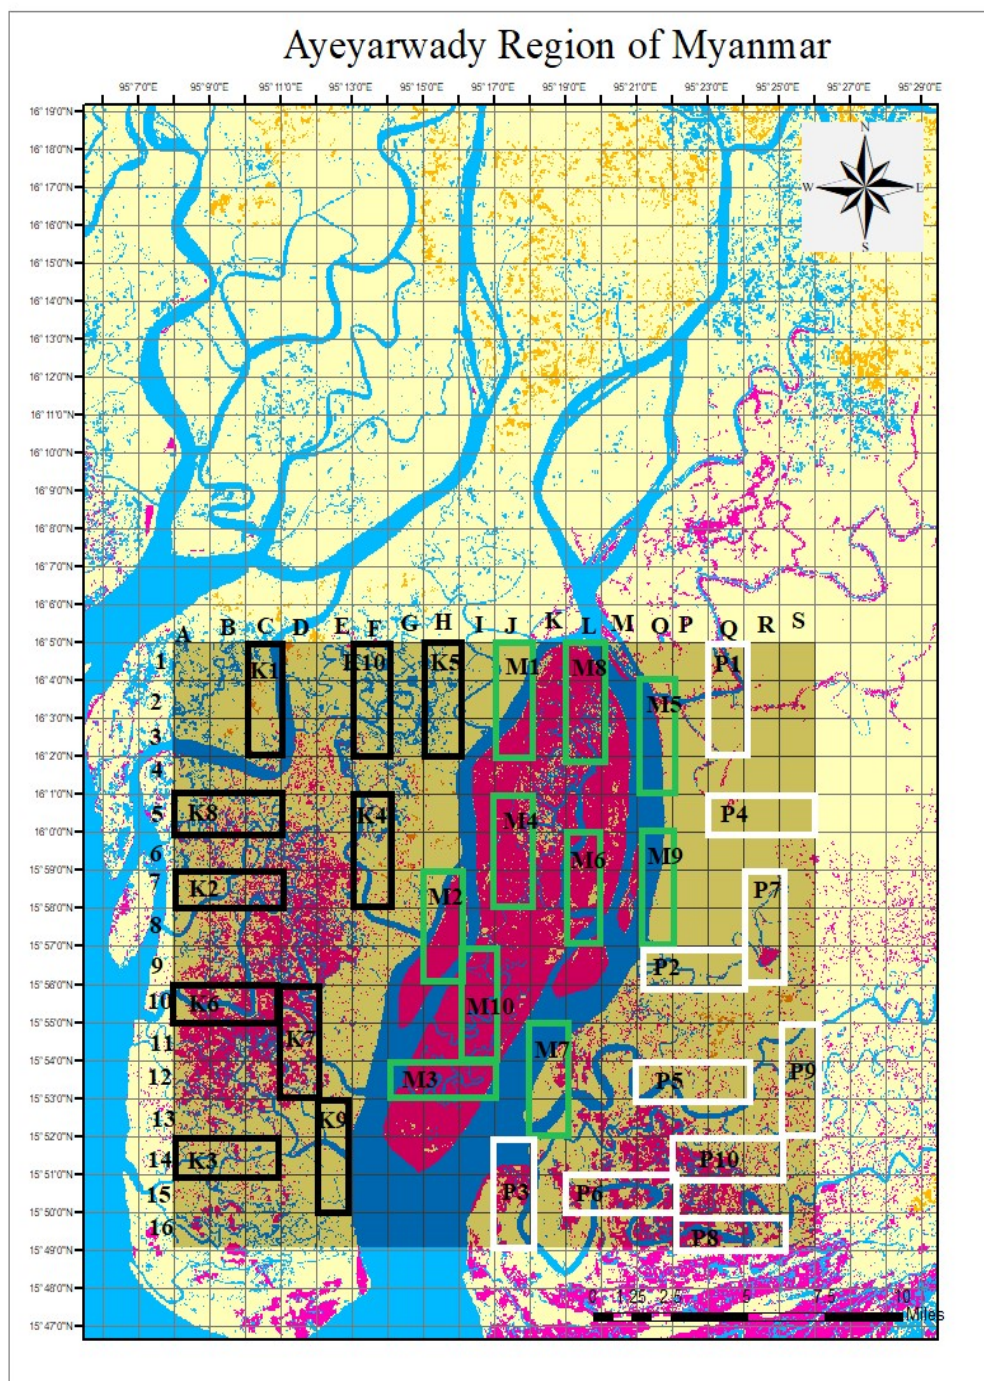 Ayeyarwady Region of Myanmar
95°7'0"E 95°9'0"E 95°11'0"E 95°13'0"E 95°15'0"E 95°17'0"E 95°19'0"E 95°21'0"E 95°23'0"E 95°25'0"E 95°27'0"E 95°29'0"E
16°19'0"N
N
16°18'0"N
16°17'0"N
W E
16°16'0"N
S
16°15'0"N
16°14'0"N
16°13'0"N
16°12'0"N
16°11'0"N
16°10'0"N
16°9'0"N
16°8'0"N
16°7'0"N
16°6'0"N
A B C D E F G H I J K L M O P Q R S
16°5'0"N
1 K1 K10 K5 M1 M8 P1
16°4'0"N
2 M5
16°3'0"N
3
16°2'0"N
4
16°1'0"N
5 K8 K4 M4 P4
16°0'0"N
6 M6 M9
15°59'0"N
7 K2 M2 P7
15°58'0"N
8
15°57'0"N
9 P2
15°56'0"N
10 K6 M10
15°55'0"N
11 K7 M7
15°54'0"N
12 M3 P5 P9
15°53'0"N
13 K9
15°52'0"N
14 K3 P10
15°51'0"N
15 P3 P6
15°50'0"N
16 P8
15°49'0"N
15°48'0"N
0 1.25 2.5 5 7.5 10
Miles
15°47'0"N